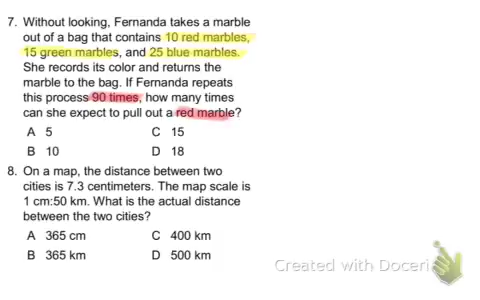 7. Without looking, Fernanda takes a marble
out of a bag that contains 10 red marbles,
15 green marbles, and 25 blue marbles.
She records its color and returns the
marble to the bag. If Fernanda repeats
this process 90 times, how many times
can she expect to pull out a red marble?
A 5 C 15
B 10 D 18
8. On a map, the distance between two
cities is 7.3 centimeters. The map scale is
1 cm:50 km. What is the actual distance
between the two cities?
A 365 cm C 400 km
B 365 km D 500 km
Created with Doceri